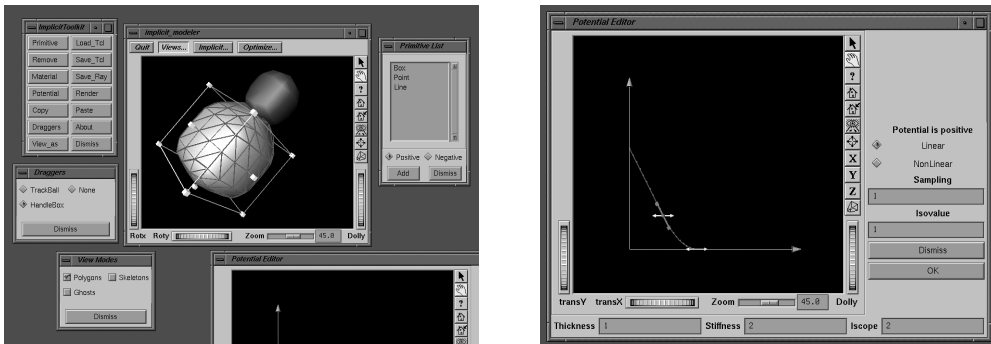 ImplicitToolkit
Primitive Load_Tcl
Remove Save_Tcl
Material Save_Ray
Potential Render
Copy Paste
Draggers About
View_as Dismiss
implicit_modeler
Quit Views... Implicit... Optimize...
?
Rotx Roty Zoom 45.0 Dolly
Primitive List
Box
Point
Line
Positive Negative
Add Dismiss
Draggers
TrackBall None
HandleBox
Dismiss
View Modes
Polygons Skeletons
Ghosts
Dismiss
Potential Editor
?
Potential Editor
?
X
Y
Z
transY transX Zoom 45.0 Dolly
Potential is positive
Linear
NonLinear
Sampling
1
Isovalue
1
Dismiss
OK
Thickness 1 Stiffness 2 Iscope 2